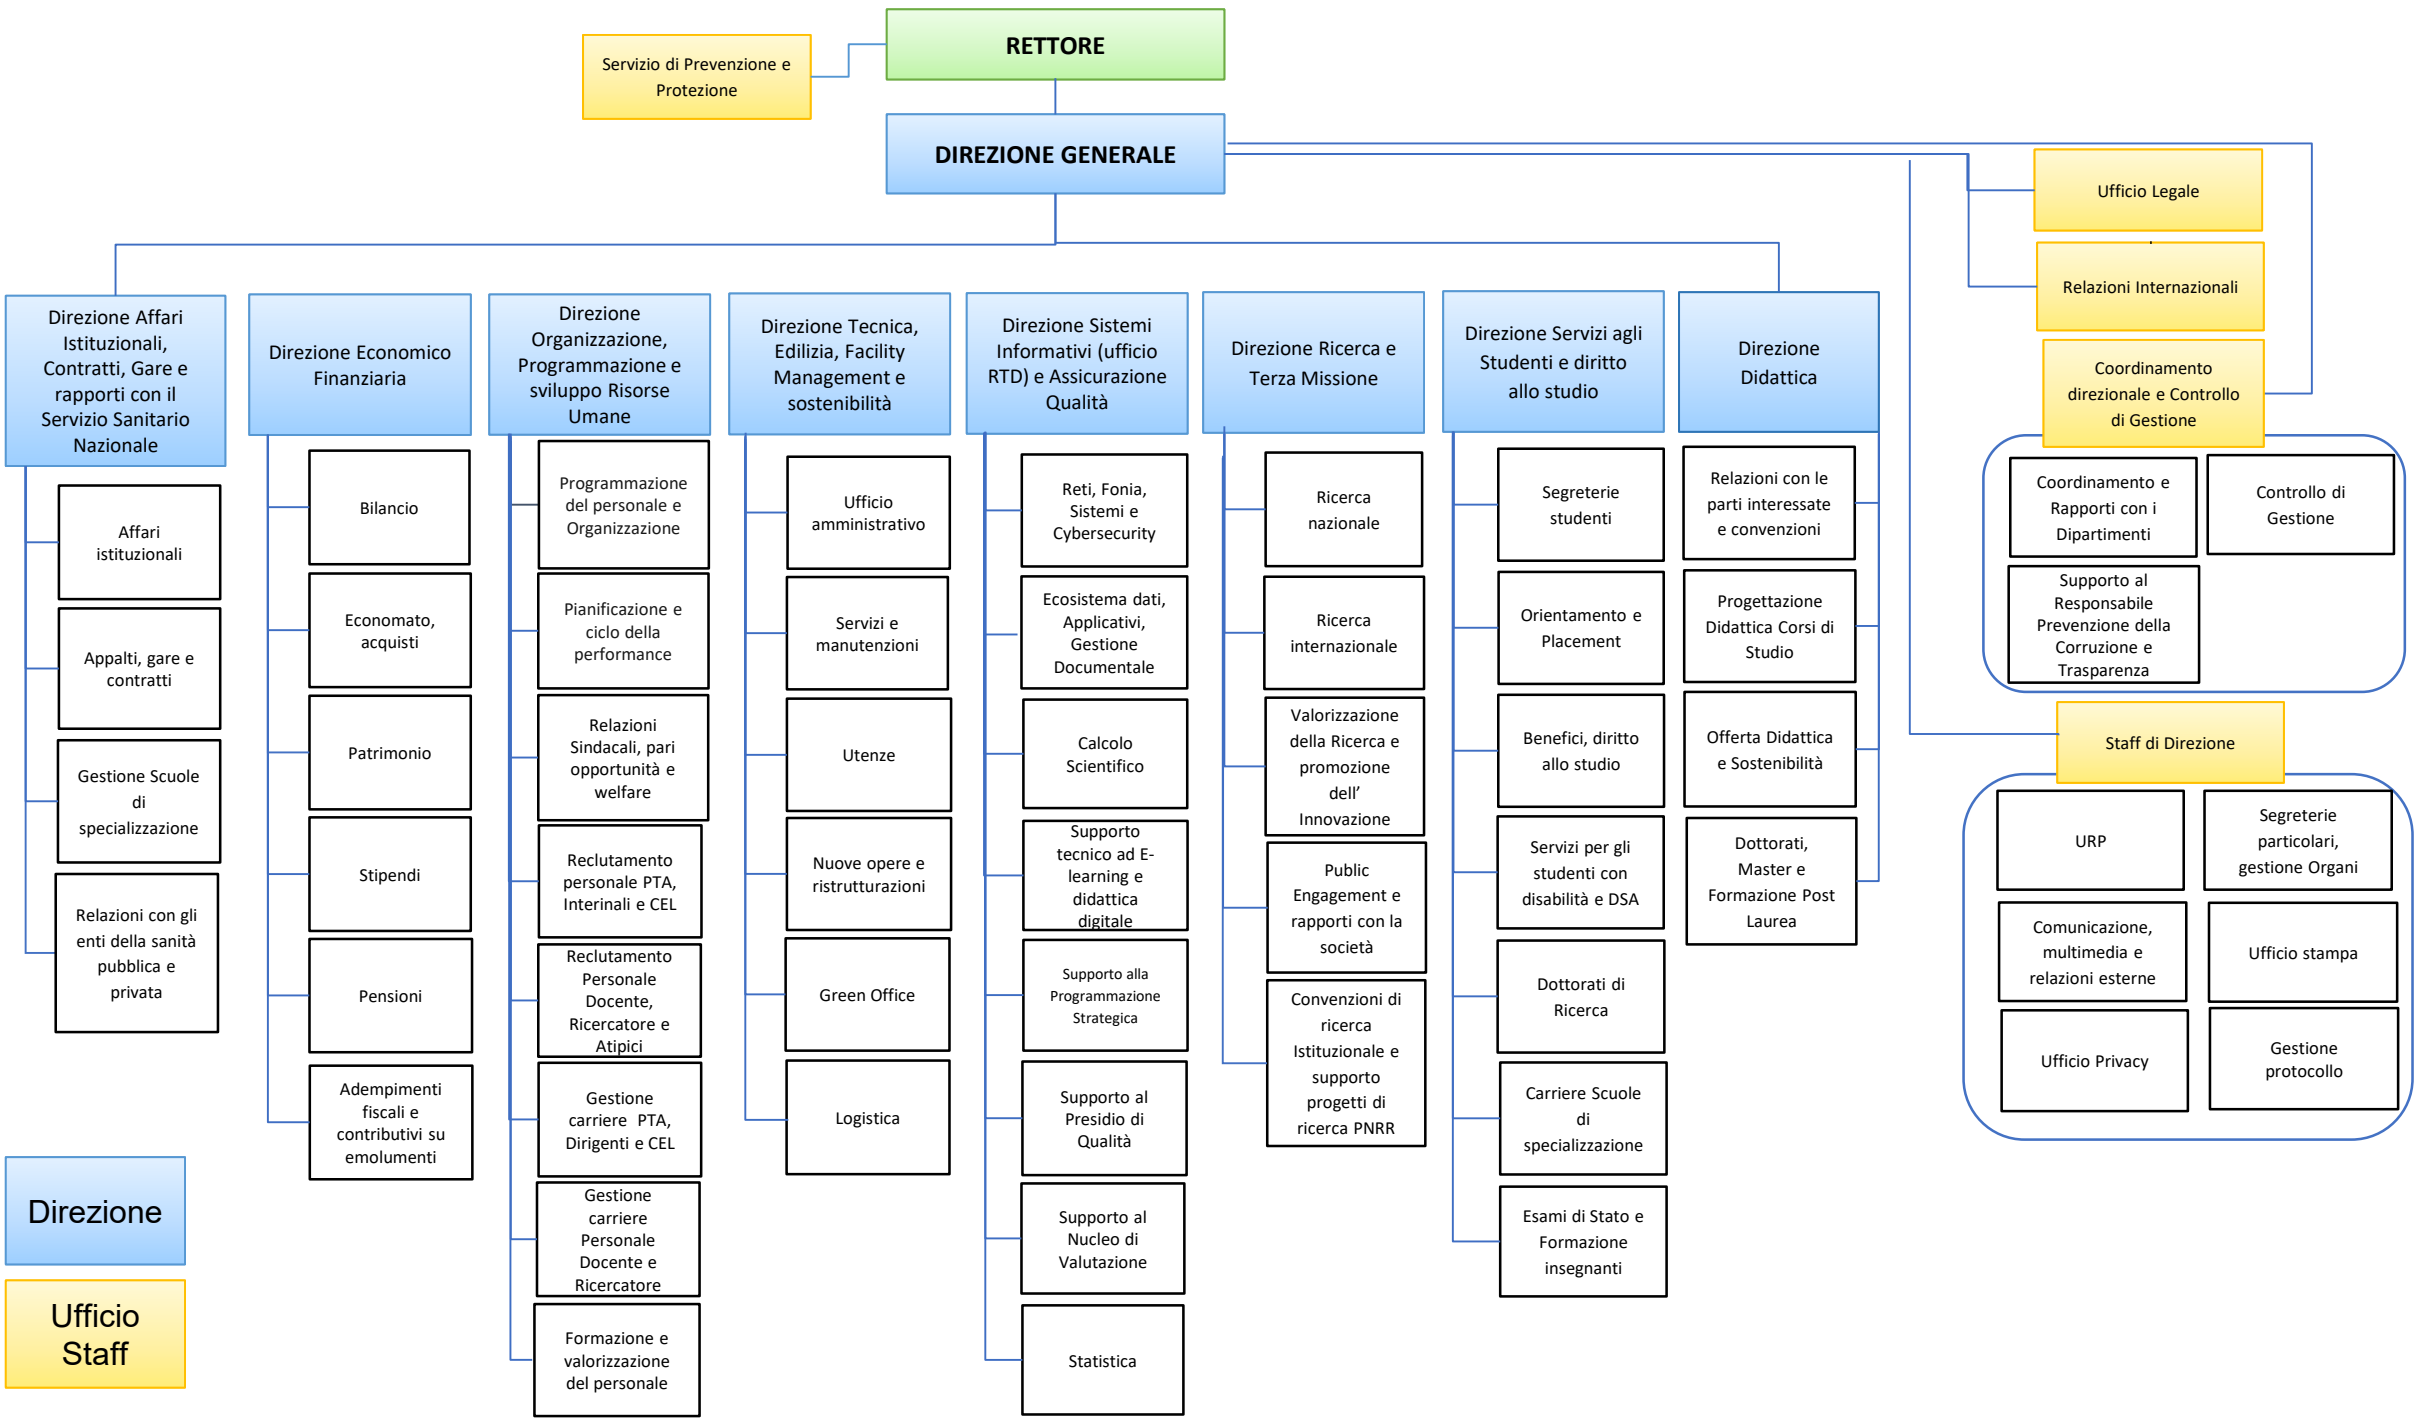 RETTORE
Servizio di Prevenzione e
Protezione
DIREZIONE GENERALE
Ufficio Legale
Relazioni Internazionali
Coordinamento
direzionale e Controllo
di Gestione
Coordinamento e
Rapporti con i
Dipartimenti
Controllo di
Gestione
Supporto al
Responsabile
Prevenzione della
Corruzione e
Trasparenza
Staff di Direzione
URP
Segreterie
particolari,
gestione Organi
Comunicazione,
multimedia e
relazioni esterne
Ufficio stampa
Ufficio Privacy
Gestione
protocollo
Direzione Affari
Istituzionali,
Contratti, Gare e
rapporti con il
Servizio Sanitario
Nazionale
Affari
istituzionali
Appalti, gare e
contratti
Gestione Scuole
di
specializzazione
Relazioni con gli
enti della sanità
pubblica e
privata
Direzione Economico
Finanziaria
Bilancio
Economato,
acquisti
Patrimonio
Stipendi
Pensioni
Adempimenti
fiscali e
contributivi su
emolumenti
Direzione
Organizzazione,
Programmazione e
sviluppo Risorse
Umane
Programmazione
del personale e
Organizzazione
Pianificazione e
ciclo della
performance
Relazioni
Sindacali, pari
opportunità e
welfare
Reclutamento
personale PTA,
Interinali e CEL
Reclutamento
Personale
Docente,
Ricercatore e
Atipici
Gestione
carriere PTA,
Dirigenti e CEL
Gestione
carriere
Personale
Docente e
Ricercatore
Formazione e
valorizzazione
del personale
Direzione Tecnica,
Edilizia, Facility
Management e
sostenibilità
Ufficio
amministrativo
Servizi e
manutenzioni
Utenze
Nuove opere e
ristrutturazioni
Green Office
Logistica
Direzione Sistemi
Informativi (ufficio
RTD) e Assicurazione
Qualità
Reti, Fonia,
Sistemi e
Cybersecurity
Ecosistema dati,
Applicativi,
Gestione
Documentale
Calcolo
Scientifico
Supporto
tecnico ad E-
learning e
didattica
digitale
Supporto alla
Programmazione
Strategica
Supporto al
Presidio di
Qualità
Supporto al
Nucleo di
Valutazione
Statistica
Direzione Ricerca e
Terza Missione
Ricerca
nazionale
Ricerca
internazionale
Valorizzazione
della Ricerca e
promozione
dell’
Innovazione
Public
Engagement e
rapporti con la
società
Convenzioni di
ricerca
Istituzionale e
supporto
progetti di
ricerca PNRR
Direzione Servizi agli
Studenti e diritto
allo studio
Segreterie
studenti
Orientamento e
Placement
Benefici, diritto
allo studio
Servizi per gli
studenti con
disabilità e DSA
Dottorati di
Ricerca
Carriere Scuole
di
specializzazione
Esami di Stato e
Formazione
insegnanti
Direzione
Didattica
Relazioni con le
parti interessate
e convenzioni
Progettazione
Didattica Corsi di
Studio
Offerta Didattica
e Sostenibilità
Dottorati,
Master e
Formazione Post
Laurea
Direzione
Ufficio
Staff